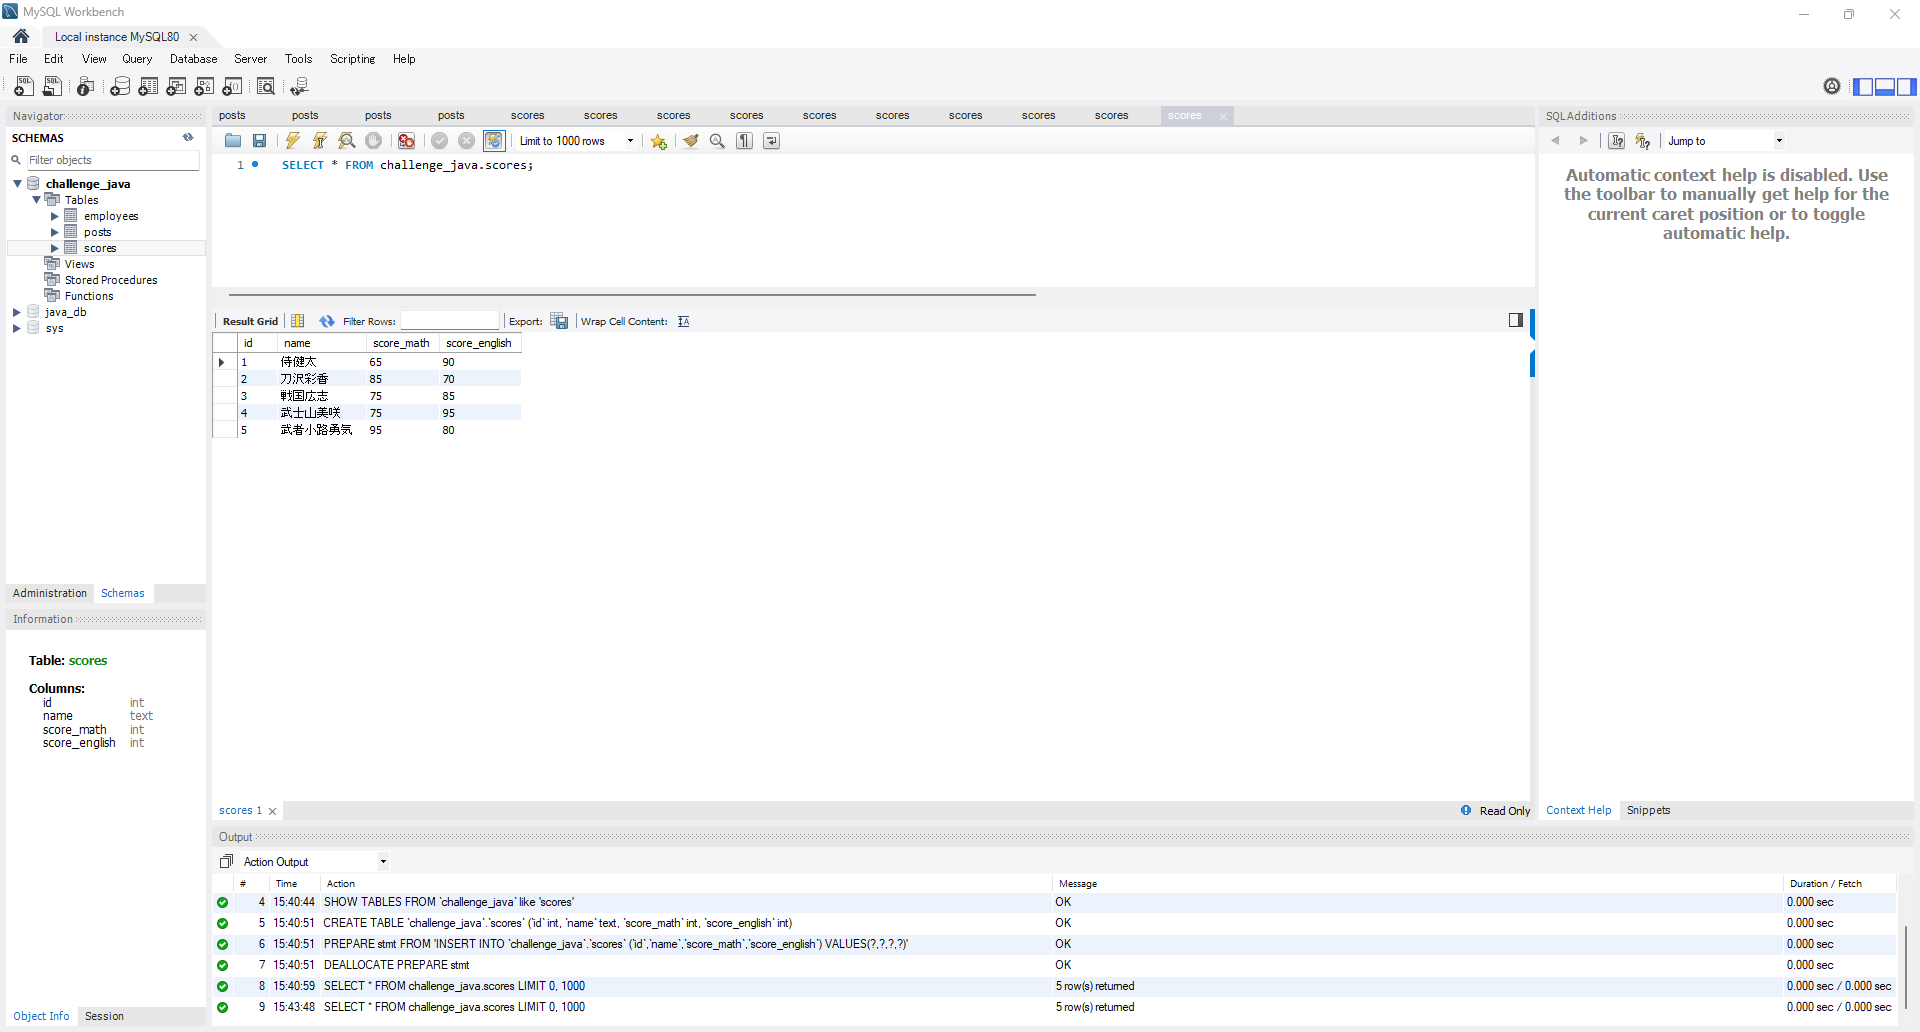 MySQL Workbench
Local instance MySQL80
File Edit View Query Database Server Tools Scripting Help
Navigator
SCHEMAS
Filter objects
challenge_java
Tables
employees
posts
scores
Views
Stored Procedures
Functions
java_db
sys
Administration Schemas
Information
Table: scores
Columns:
id int
name text
score_math int
score_english int
Object Info Session
posts posts posts posts scores scores scores scores scores scores scores scores scores scores
Limit to 1000 rows
1 SELECT * FROM challenge_java.scores;
Result Grid Filter Rows: Export: Wrap Cell Content:
id name score_math score_english
1 侍健太 65 90
2 刀沢彩香 85 70
3 戦国広志 75 85
4 武士山美咲 75 95
5 武者小路勇気 95 80
scores 1
Read Only
SQLAdditions
Jump to
Automatic context help is disabled. Use
the toolbar to manually get help for the
current caret position or to toggle
automatic help.
Context Help Snippets
Output
Action Output
# Time Action Message Duration / Fetch
4 15:40:44 SHOW TABLES FROM `challenge_java` like 'scores' OK 0.000 sec
5 15:40:51 CREATE TABLE `challenge_java`.`scores` (`id` int, `name` text, `score_math` int, `score_english` int) OK 0.000 sec
6 15:40:51 PREPARE stmt FROM 'INSERT INTO `challenge_java`.`scores` (`id`,`name`,`score_math`,`score_english`) VALUES(?,?,?,?)' OK 0.000 sec
7 15:40:51 DEALLOCATE PREPARE stmt OK 0.000 sec
8 15:40:59 SELECT * FROM challenge_java.scores LIMIT 0, 1000 5 row(s) returned 0.000 sec / 0.000 sec
9 15:43:48 SELECT * FROM challenge_java.scores LIMIT 0, 1000 5 row(s) returned 0.000 sec / 0.000 sec